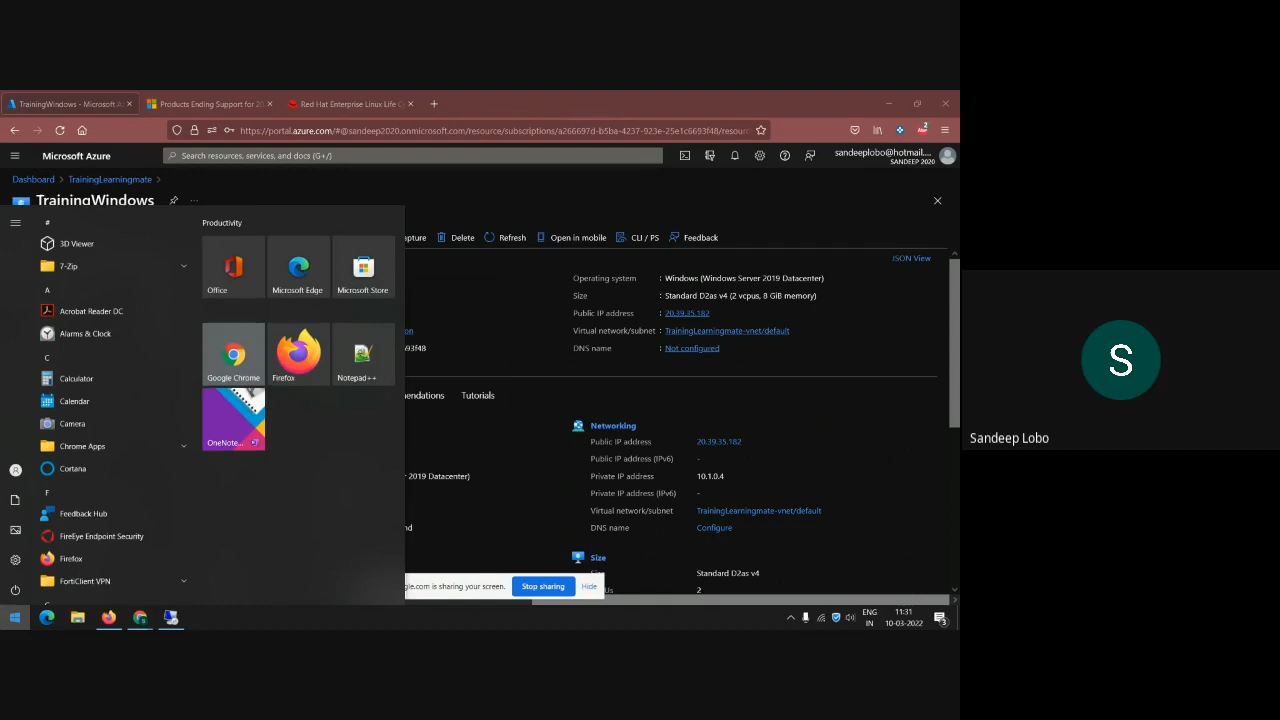 TrainingWindows - Microsoft A
Products Ending Support for 20
Red Hat Enterprise Linux Life C
https://portal.azure.com/#@sandeep2020.onmicrosoft.com/resource/subscriptions/a266697d-b5ba-4237-923e-25e1c6693f48/resour
Microsoft Azure
Search resources, services, and docs (G+/)
sandeeplobo@hotmail....
SANDEEP 2020
Dashboard > TrainingLearningmate >
TrainingWindows
...
pture
Delete
Refresh
Open in mobile
CLI / PS
Feedback
JSON View
Operating system : Windows (Windows Server 2019 Datacenter)
Size : Standard D2as v4 (2 vcpus, 8 GiB memory)
Public IP address : 20.39.35.182
on
Virtual network/subnet : TrainingLearningmate-vnet/default
93f48
DNS name : Not configured
endations
Tutorials
Networking
Public IP address 20.39.35.182
Public IP address (IPv6) -
2019 Datacenter)
Private IP address 10.1.0.4
Private IP address (IPv6) -
Virtual network/subnet TrainingLearningmate-vnet/default
nd
DNS name Configure
Size
Standard D2as v4
2
gle.com is sharing your screen.
Stop sharing
Hide
#
3D Viewer
7-Zip
A
Acrobat Reader DC
Alarms & Clock
C
Calculator
Calendar
Camera
Chrome Apps
Cortana
F
Feedback Hub
FireEye Endpoint Security
Firefox
FortiClient VPN
Productivity
Office
Microsoft Edge
Microsoft Store
Google Chrome
Firefox
Notepad++
OneNote...
ENG
IN
11:31
10-03-2022
3
S
Sandeep Lobo